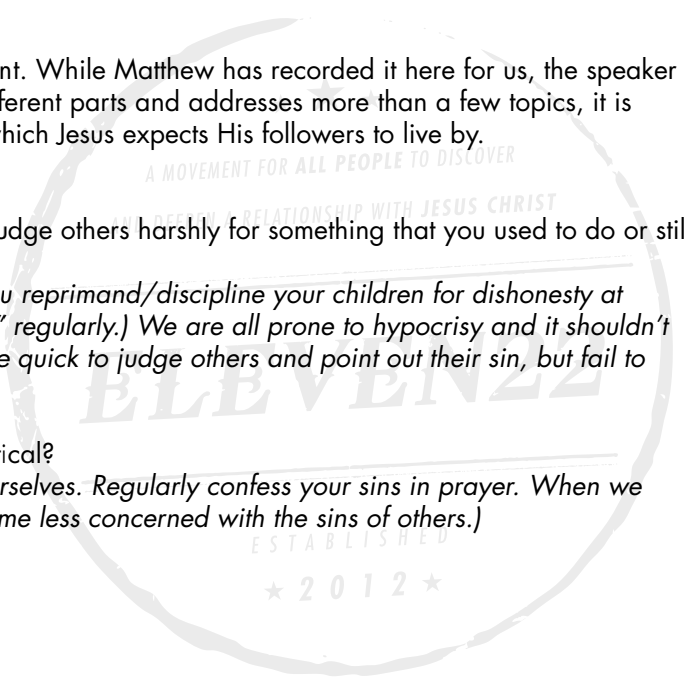 nt. While Matthew has recorded it here for us, the speaker
fferent parts and addresses more than a few topics, it is
which Jesus expects His followers to live by.
A MOVEMENT FOR ALL PEOPLE TO DISCOVER
AND DEEPEN A RELATIONSHIP WITH JESUS CHRIST
udge others harshly for something that you used to do or stil
u reprimand/discipline your children for dishonesty at
” regularly.) We are all prone to hypocrisy and it shouldn’t
e quick to judge others and point out their sin, but fail to
ELEVEN22
ical?
rselves. Regularly confess your sins in prayer. When we
me less concerned with the sins of others.)
ESTABLISHED
★ 2012 ★